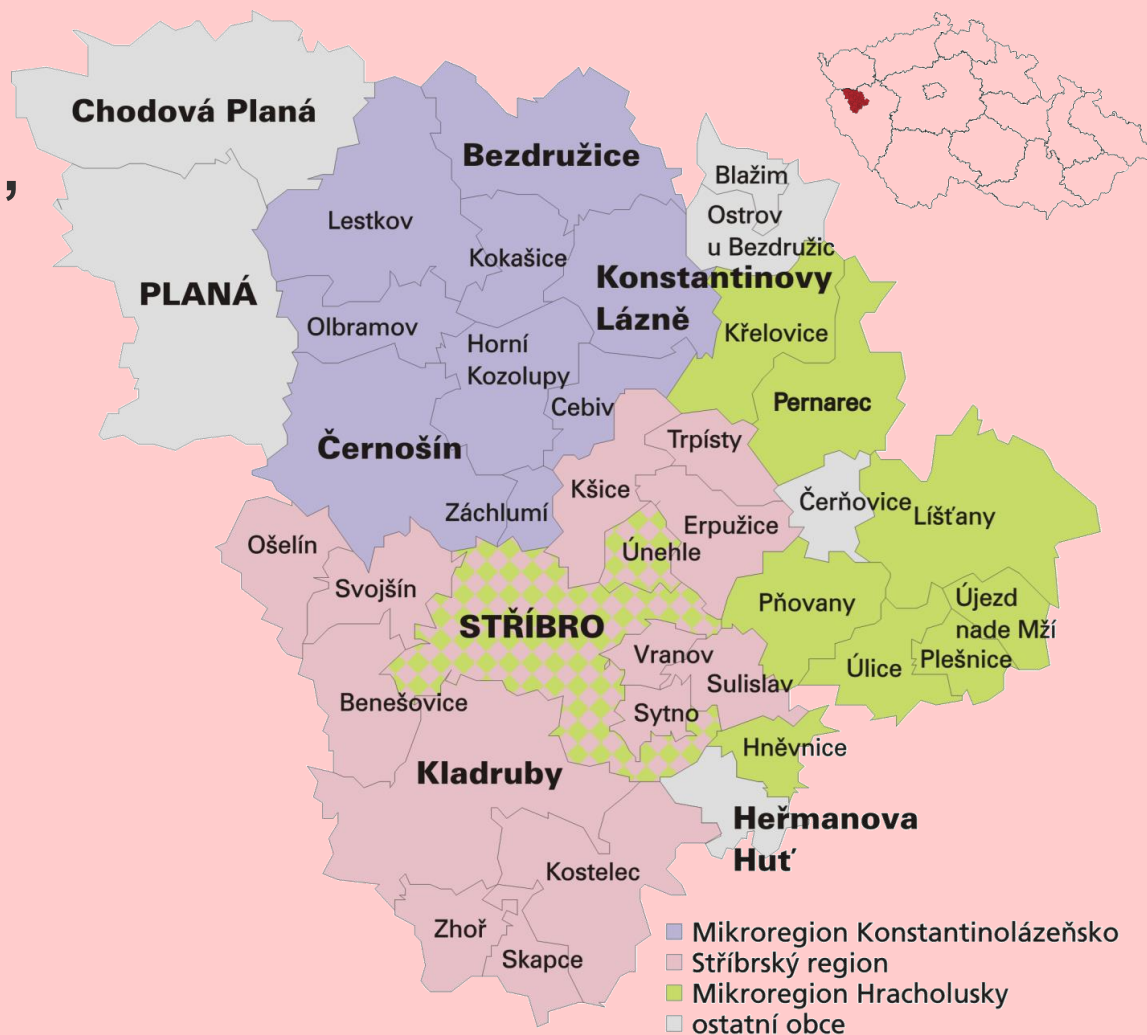 Chodová Planá
,
Bezdružice
Blažim
Lestkov
Ostrov
u Bezdružic
Kokašice
Konstantinovy
Lázně
PLANÁ
Olbramov
Křelovice
Horní
Kozolupy
Cebiv
Pernarec
Černošín
Trpísty
Kšice
Záchlumí
Čerňovice
Líšťany
Erpužice
Ošelín
Únehle
Svojšín
Pňovany
Újezd
nade Mží
STŘÍBRO
Vranov
Úlice
Plešnice
Sulislav
Benešovice
Sytno
Hněvnice
Kladruby
Heřmanova
Huť
Kostelec
Zhoř
Skapce
Mikroregion Konstantinolázeňsko
Stříbrský region
Mikroregion Hracholusky
ostatní obce